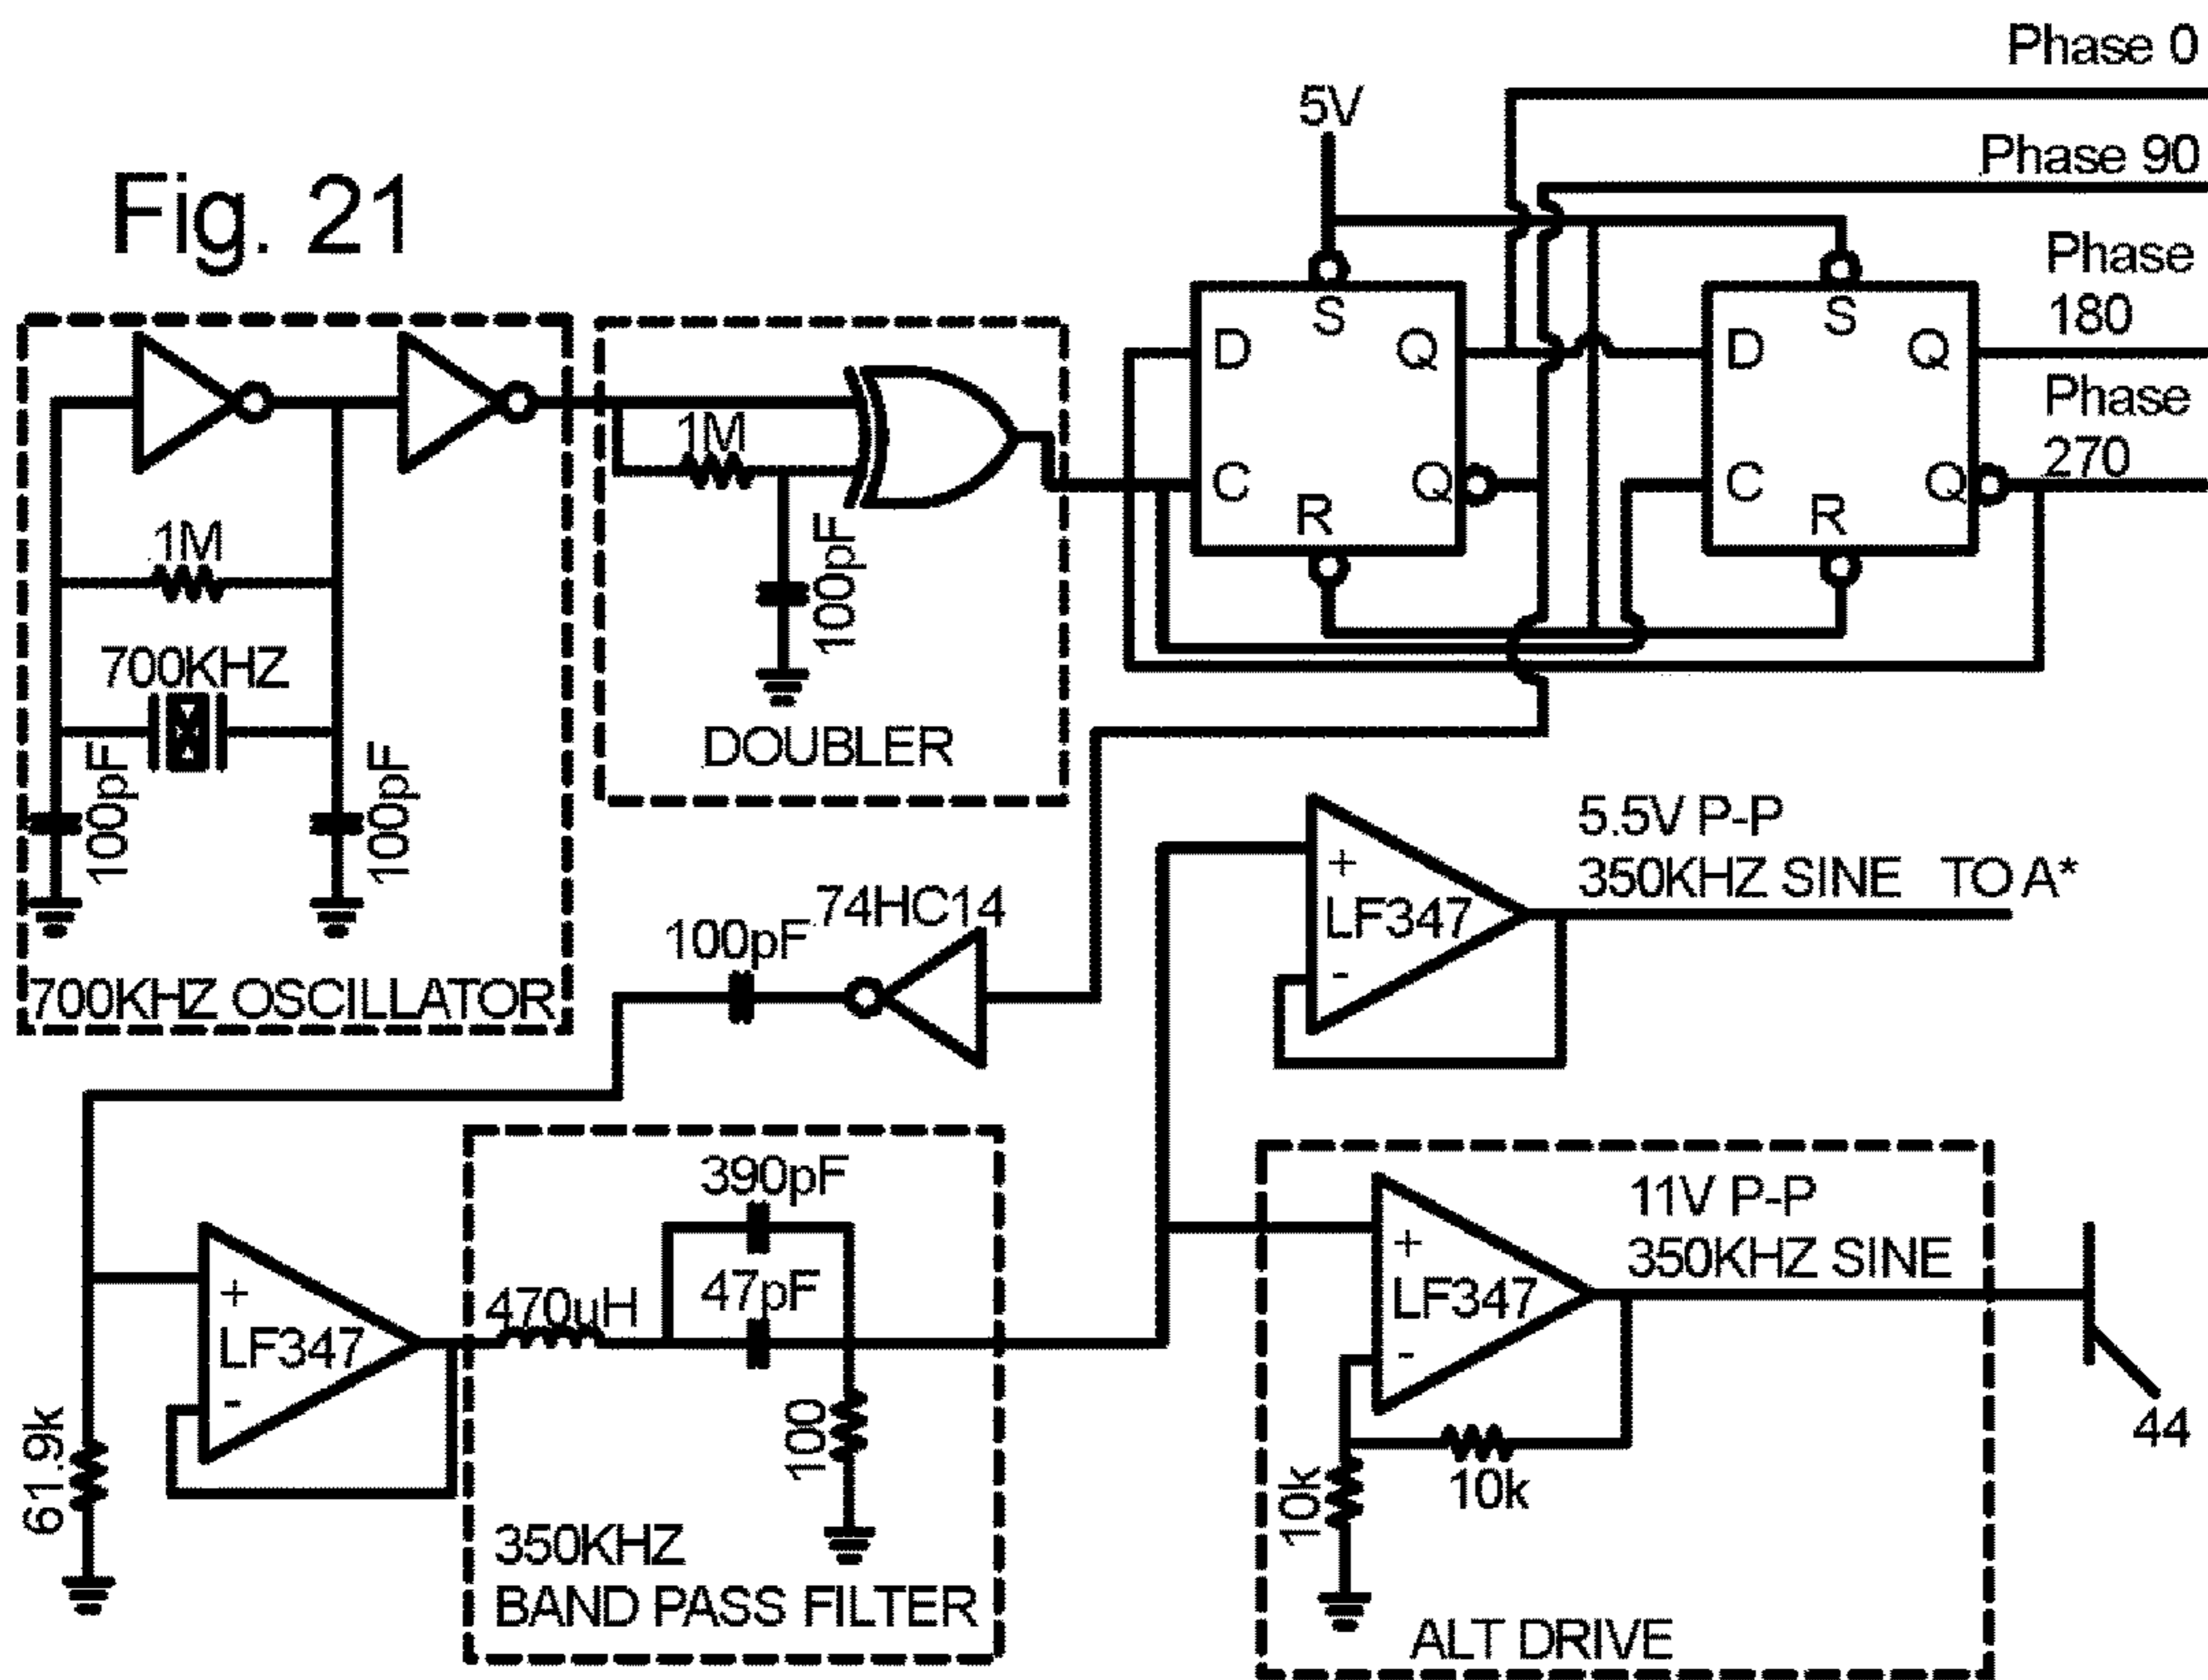 Fig. 21
Phase 0
5V
Phase 90
Phase
180
Phase
270
S
D
Q
C
Q
R
S
D
Q
C
Q
R
1M
700KHZ
100pF
100pF
700KHZ OSCILLATOR
1M
100pF
DOUBLER
100pF
74HC14
+
LF347
-
5.5V P-P
350KHZ SINE TO A*
61.9k
+
LF347
-
470uH
390pF
47pF
100
350KHZ
BAND PASS FILTER
+
LF347
-
11V P-P
350KHZ SINE
10k
10k
ALT DRIVE
44